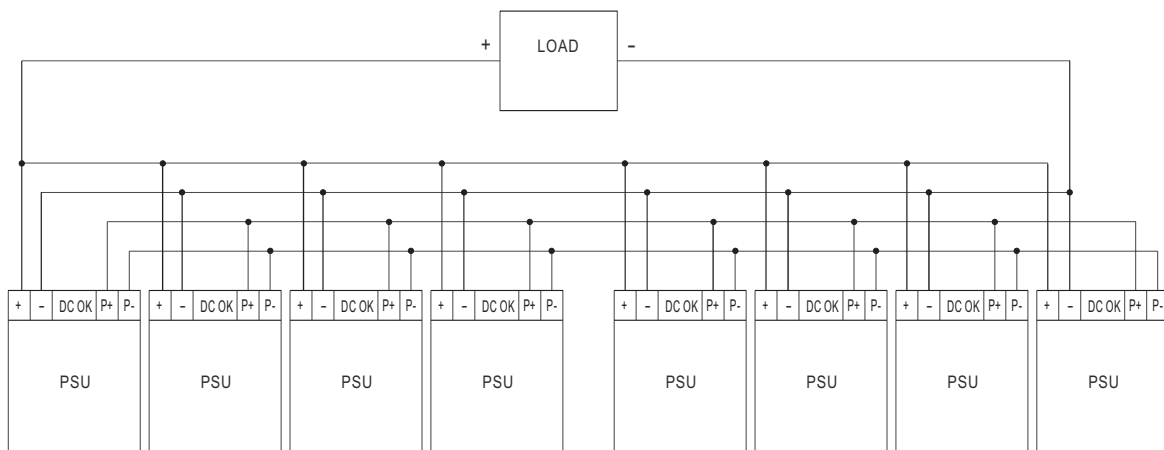 + LOAD –
+ – DC OK P+ P- + – DC OK P+ P- + – DC OK P+ P- + – DC OK P+ P- + – DC OK P+ P- + – DC OK P+ P- + – DC OK P+ P- + – DC OK P+ P-
PSU PSU PSU PSU PSU PSU PSU PSU